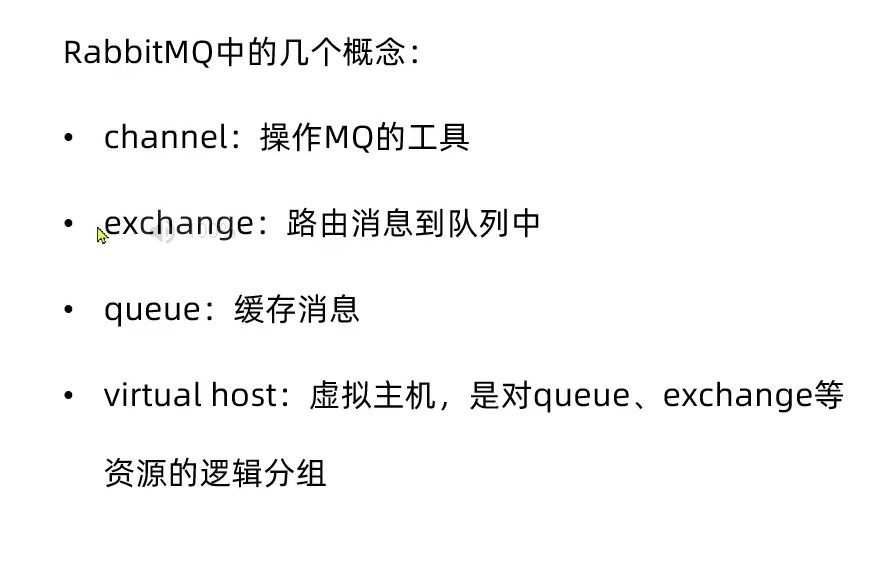 RabbitMQ中的几个概念：
• channel：操作MQ的工具
• exchange：路由消息到队列中
• queue：缓存消息
• virtual host：虚拟主机，是对queue、exchange等
资源的逻辑分组